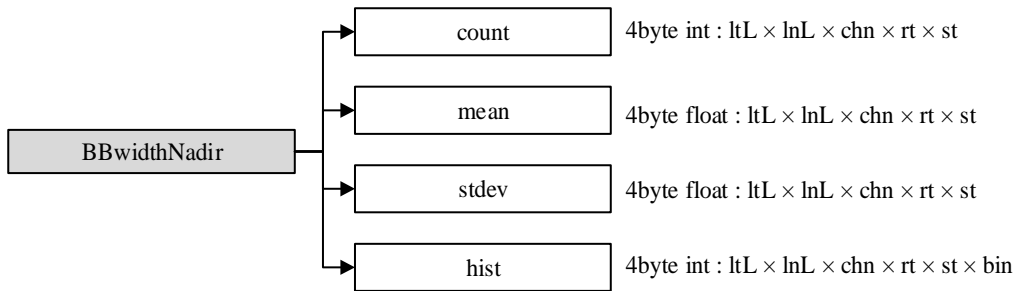 count 4byte int : ltL × lnL × chn × rt × st
mean 4byte float : ltL × lnL × chn × rt × st
BBwidthNadir
stdev 4byte float : ltL × lnL × chn × rt × st
hist 4byte int : ltL × lnL × chn × rt × st × bin